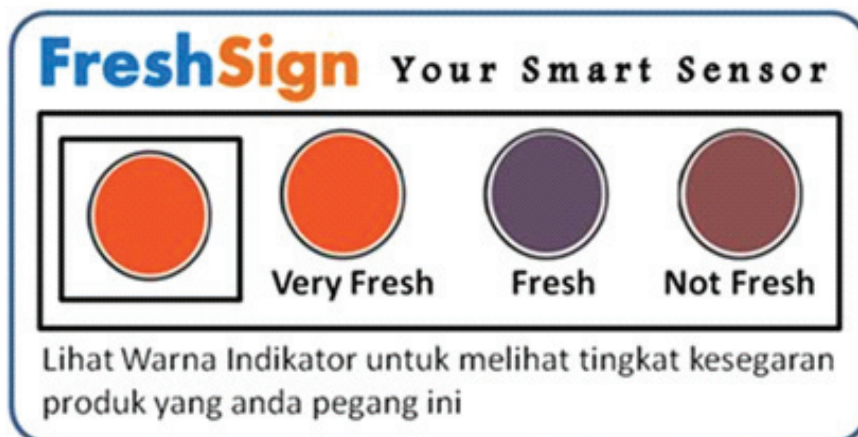 FreshSign Your Smart Sensor
Very Fresh Fresh Not Fresh
Lihat Warna Indikator untuk melihat tingkat kesegaran
produk yang anda pegang ini